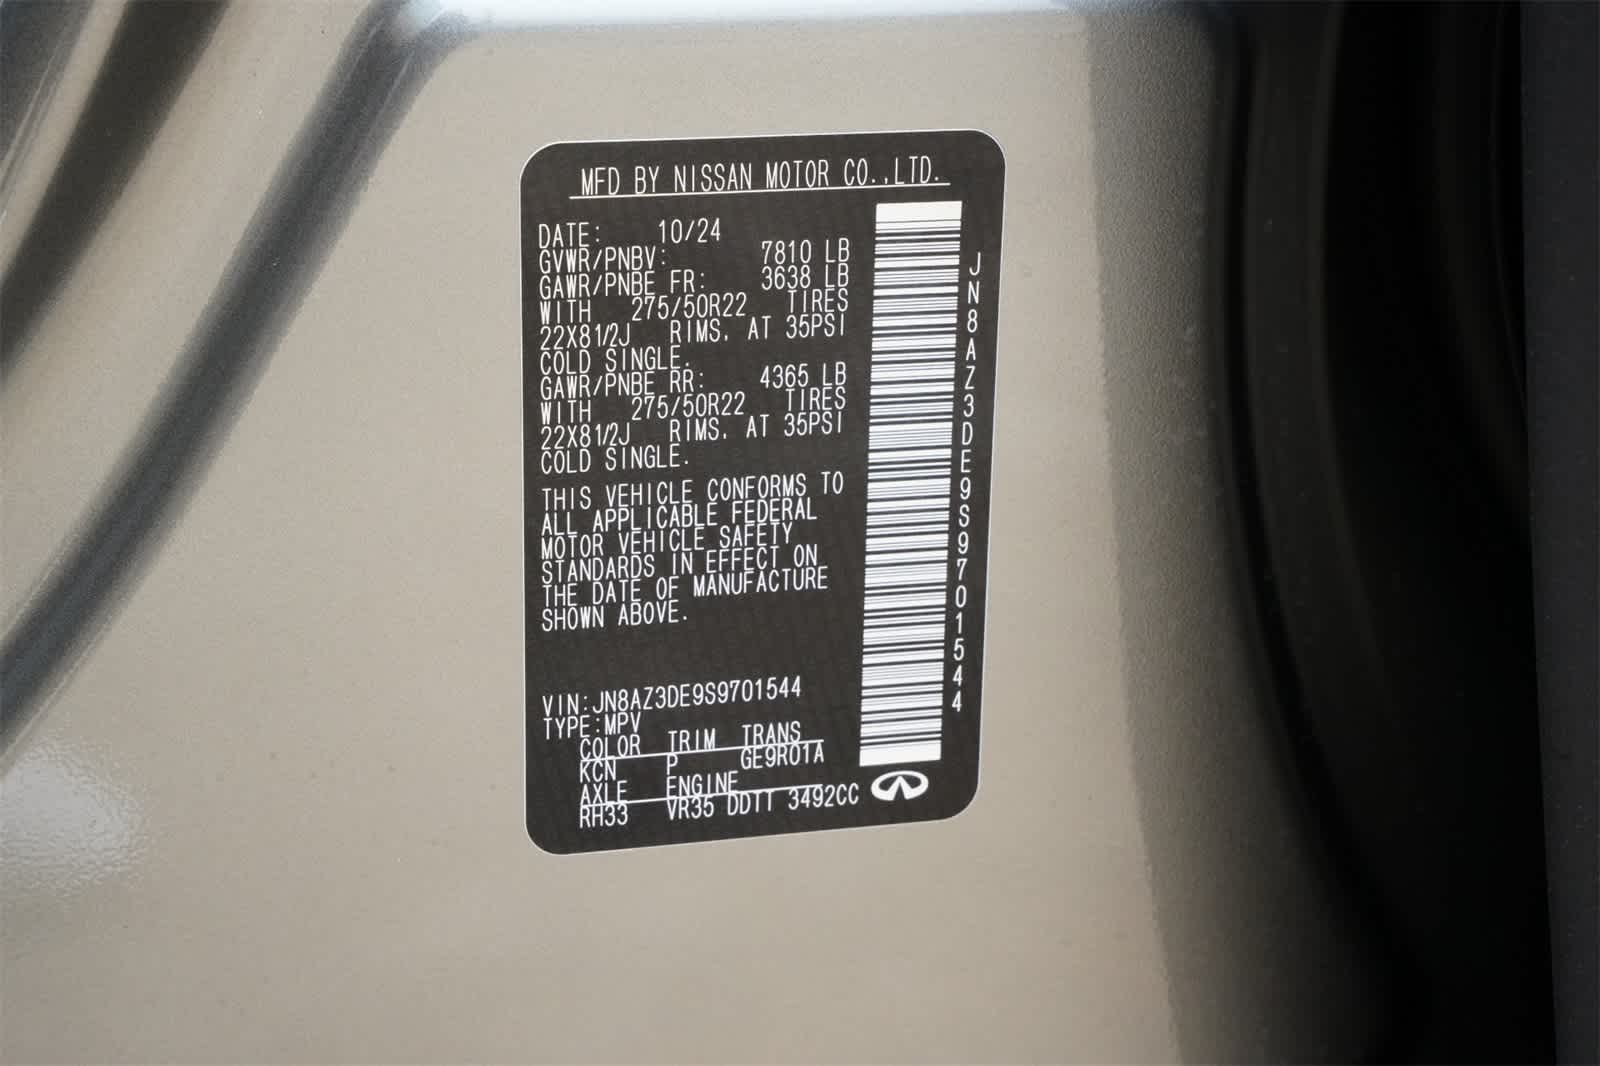 MFD BY NISSAN MOTOR CO.,LTD.
DATE: 10/24
GVWR/PNBV: 7810 LB
GAWR/PNBE FR: 3638 LB
WITH 275/50R22 TIRES
22X81/2J RIMS. AT 35PSI
COLD SINGLE.
GAWR/PNBE RR: 4365 LB
WITH 275/50R22 TIRES
22X81/2J RIMS. AT 35PSI
COLD SINGLE.
THIS VEHICLE CONFORMS TO
ALL APPLICABLE FEDERAL
MOTOR VEHICLE SAFETY
STANDARDS IN EFFECT ON
THE DATE OF MANUFACTURE
SHOWN ABOVE.
VIN:JN8AZ3DE9S9701544
TYPE:MPV
COLOR TRIM TRANS
KCN P GE9R01A
AXLE ENGINE
RH33 VR35 DDTT 3492CC
JN8AZ3DE9S9701544